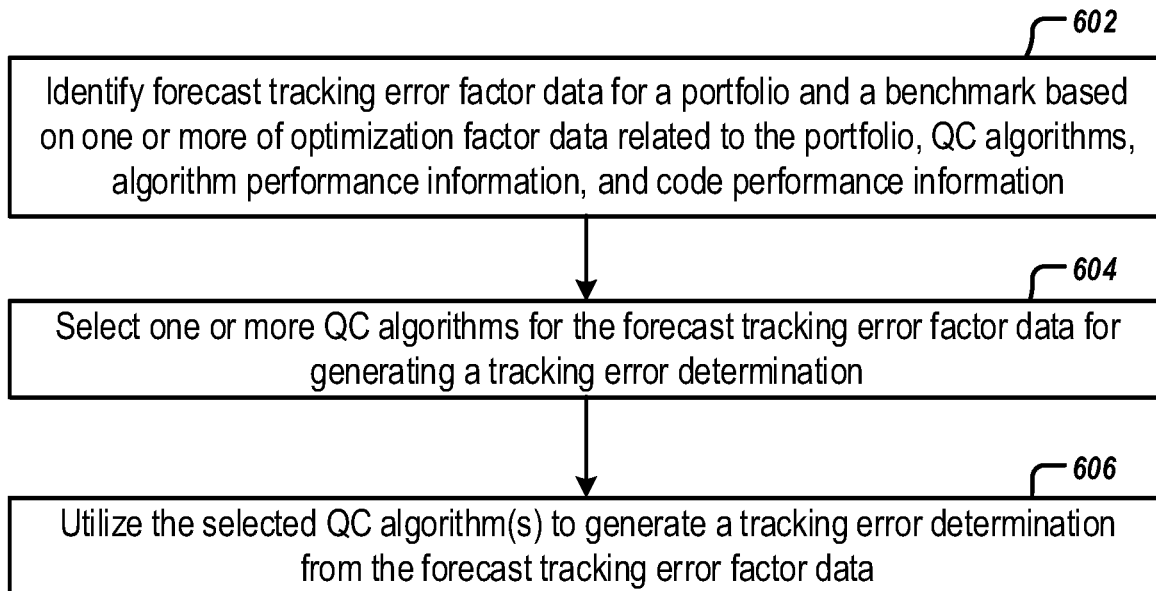 602
Identify forecast tracking error factor data for a portfolio and a benchmark based
on one or more of optimization factor data related to the portfolio, QC algorithms,
algorithm performance information, and code performance information
604
Select one or more QC algorithms for the forecast tracking error factor data for
generating a tracking error determination
606
Utilize the selected QC algorithm(s) to generate a tracking error determination
from the forecast tracking error factor data